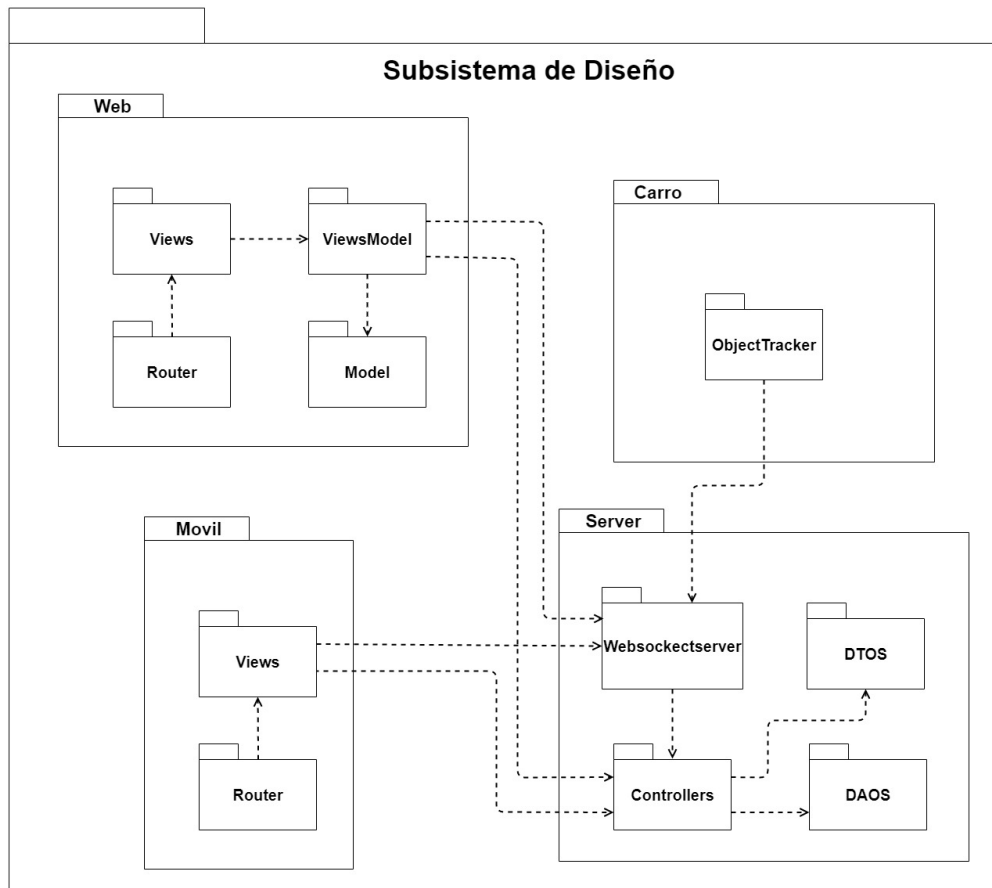 Subsistema de Diseño
Web
Views
ViewsModel
Router
Model
Carro
ObjectTracker
Movil
Views
Router
Server
Websockectserver
DTOS
Controllers
DAOS